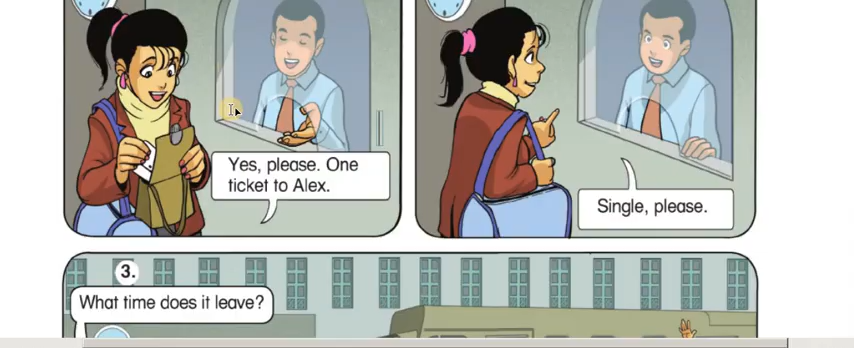 Yes, please. One
ticket to Alex.
Single, please.
3.
What time does it leave?